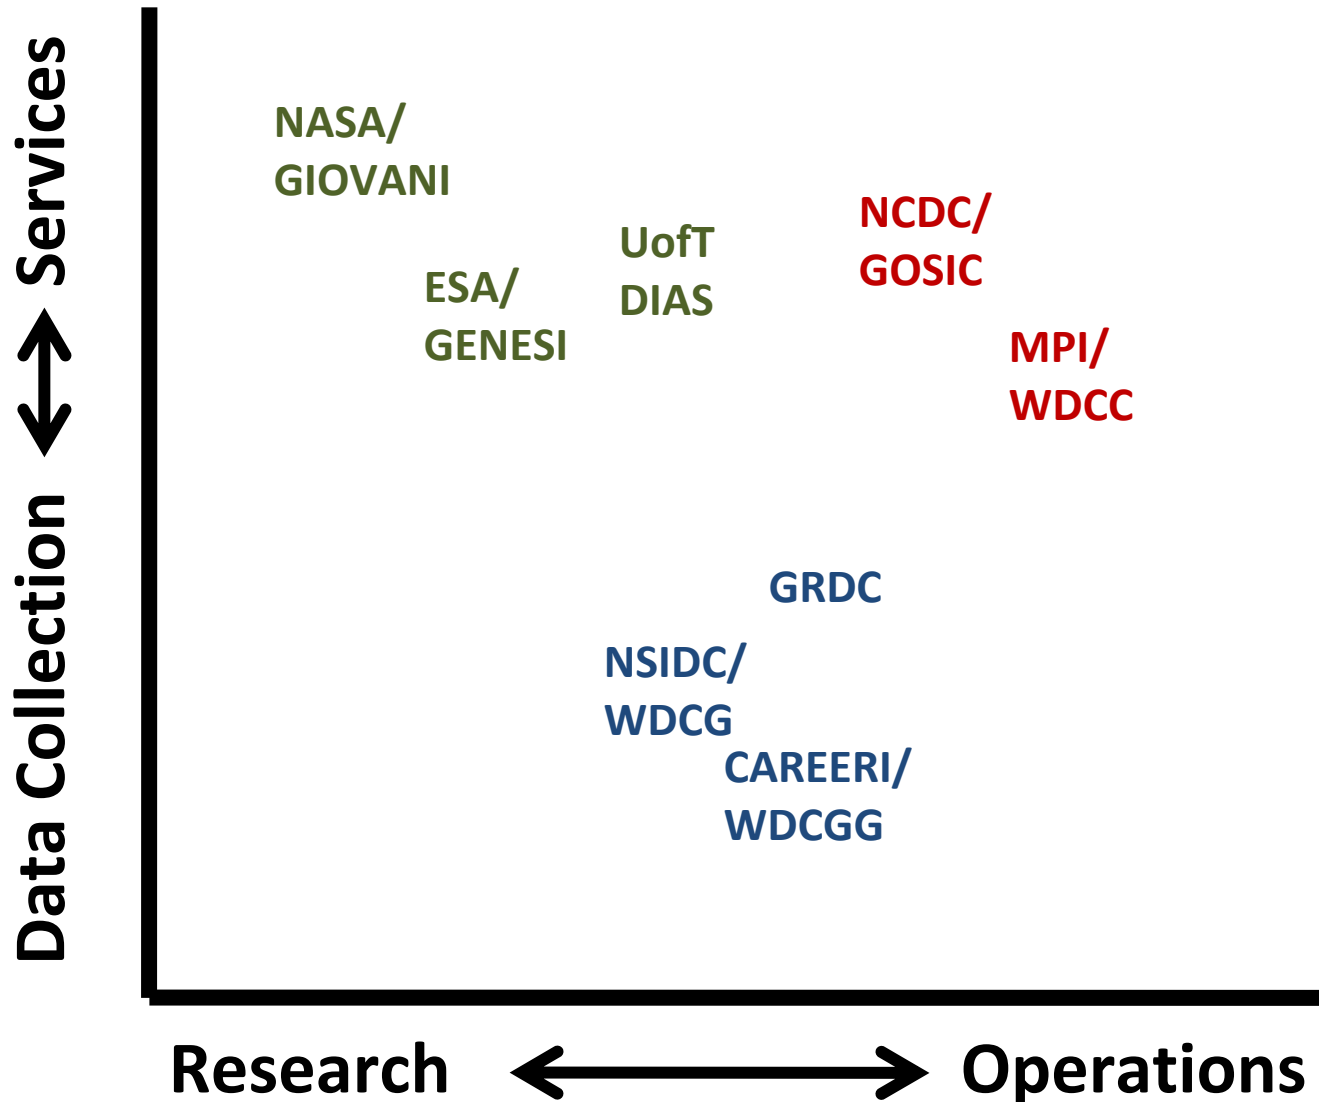 Services
Data Collection
NASA/
GIOVANI
ESA/
GENESI
UofT
DIAS
NCDC/
GOSIC
MPI/
WDCC
GRDC
NSIDC/
WDCG
CAREERI/
WDCGG
Research
Operations